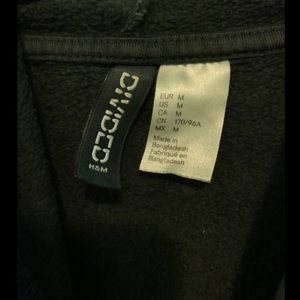 DIVIDED
H&M
EUR M
US M
CA M
CN 170/96A
MX M
Made in
Bangladesh
Fabriqué en
Bangladesh